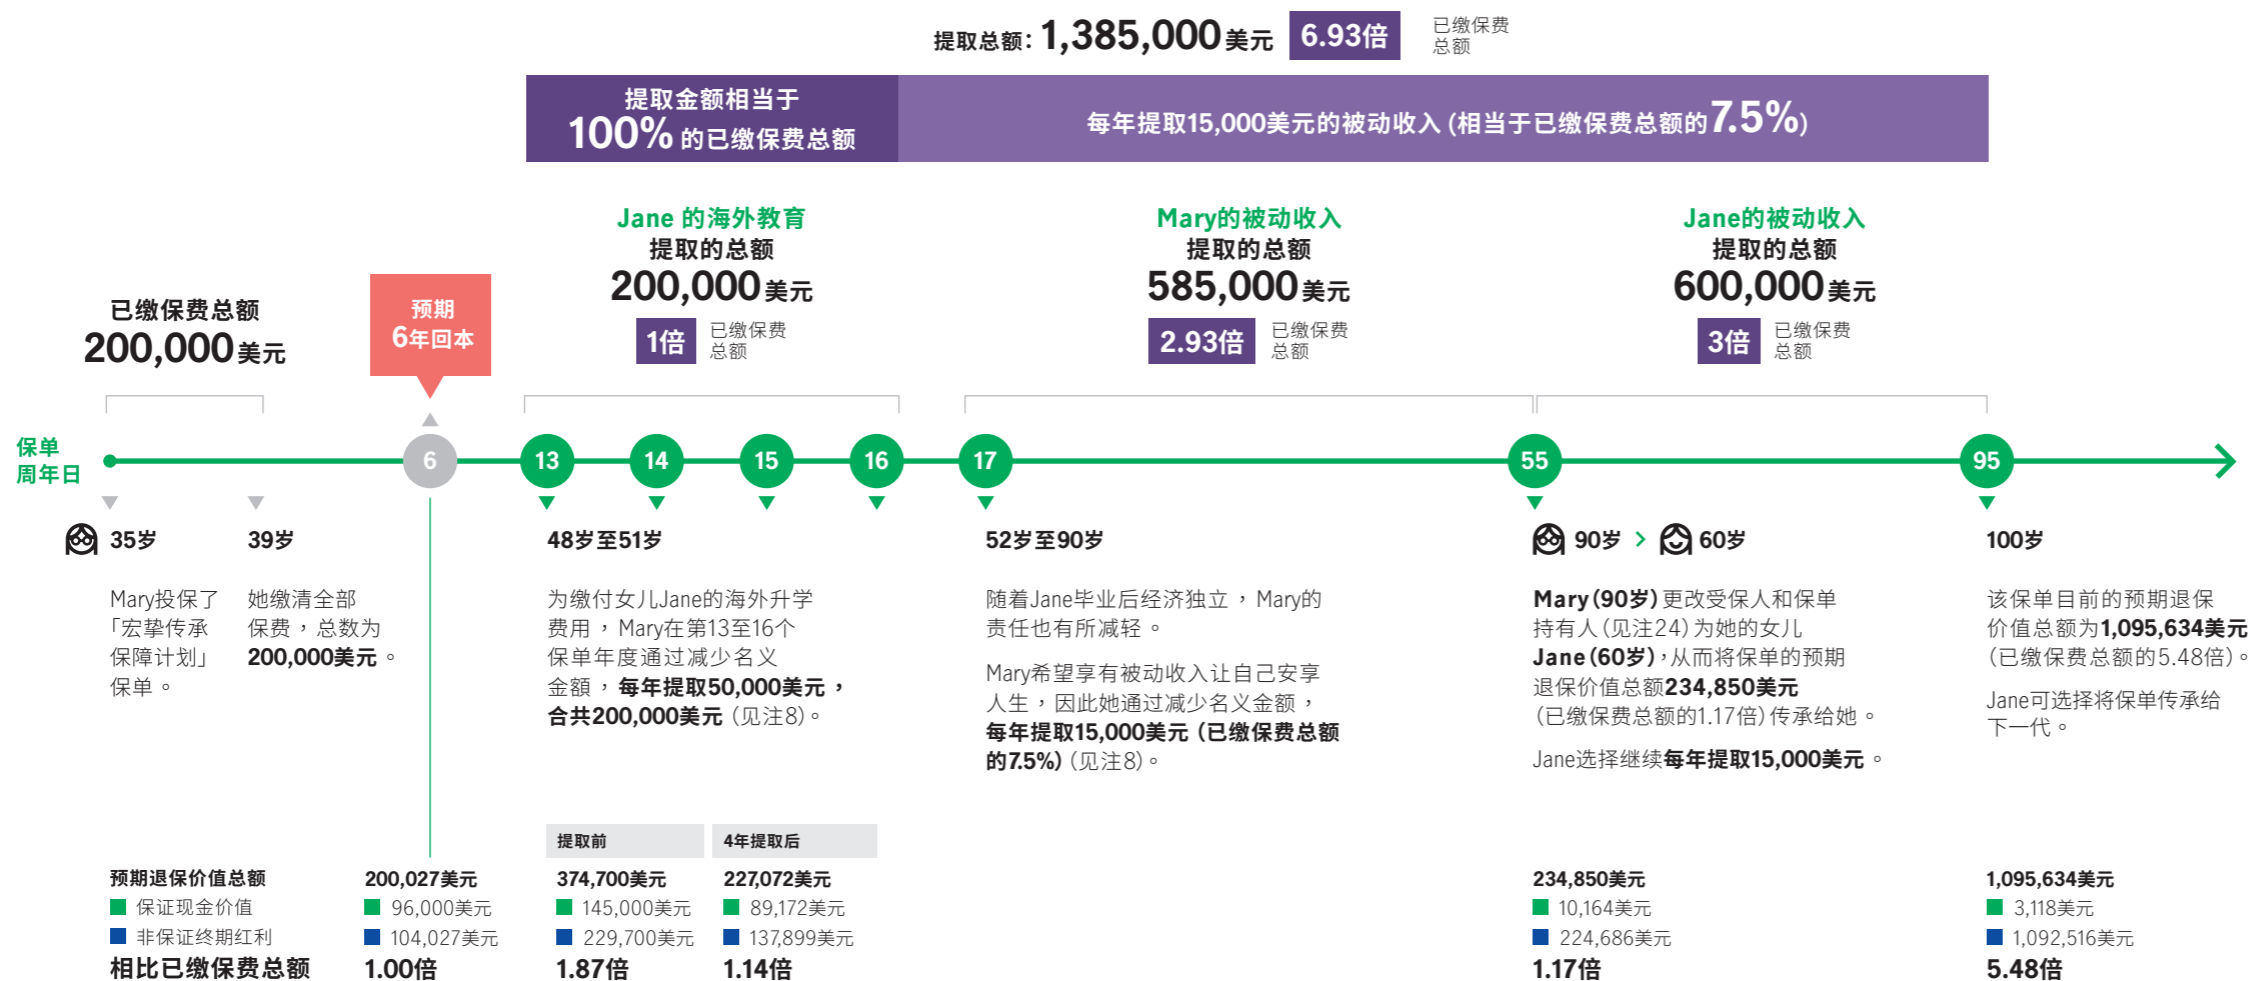 提取总额：1,385,000美元 6.93倍 已缴保费
总额
提取金额相当于
100% 的已缴保费总额
每年提取15,000美元的被动收入 (相当于已缴保费总额的7.5%)
已缴保费总额
200,000美元
预期
6年回本
Jane 的海外教育
提取的总额
200,000美元
1倍 已缴保费
总额
Mary的被动收入
提取的总额
585,000美元
2.93倍 已缴保费
总额
Jane的被动收入
提取的总额
600,000美元
3倍 已缴保费
总额
保单
周年日
6 13 14 15 16 17 55 95
35岁
Mary投保了
「宏挚传承
保障计划」
保单。
39岁
她缴清全部
保费，总数为
200,000美元。
48岁至51岁
为缴付女儿Jane的海外升学
费用，Mary在第13至16个
保单年度通过减少名义
金額，每年提取50,000美元，
合共200,000美元（见注8）。
52岁至90岁
随着Jane毕业后经济独立，Mary的
责任也有所减轻。
Mary希望享有被动收入让自己安享
人生，因此她通过减少名义金额，
每年提取15,000美元（已缴保费总额
的7.5%）（见注8）。
90岁 > 60岁
Mary（90岁）更改受保人和保单
持有人（见注24）为她的女儿
Jane（60岁），从而将保单的预期
退保价值总额234,850美元
（已缴保费总额的1.17倍）传承给她。
Jane选择继续每年提取15,000美元。
100岁
该保单目前的预期退保
价值总额为1,095,634美元
（已缴保费总额的5.48倍）。
Jane可选择将保单传承给
下一代。
提取前 4年提取后
预期退保价值总额 200,027美元 374,700美元 227,072美元 234,850美元 1,095,634美元
保证现金价值 96,000美元 145,000美元 89,172美元 10,164美元 3,118美元
非保证终期红利 104,027美元 229,700美元 137,899美元 224,686美元 1,092,516美元
相比已缴保费总额 1.00倍 1.87倍 1.14倍 1.17倍 5.48倍